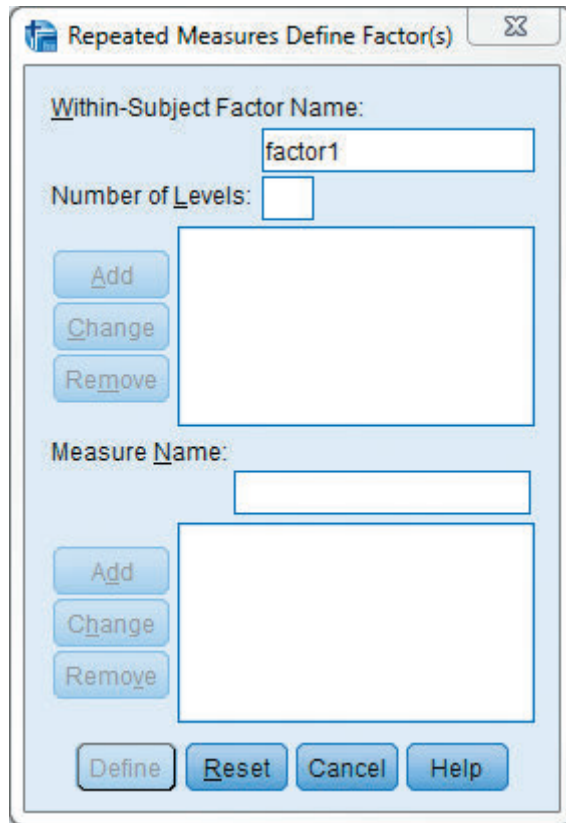 Repeated Measures Define Factor(s)
Within-Subject Factor Name:
factor1
Number of Levels:
Add
Change
Remove
Measure Name:
Add
Change
Remove
Define Reset Cancel Help